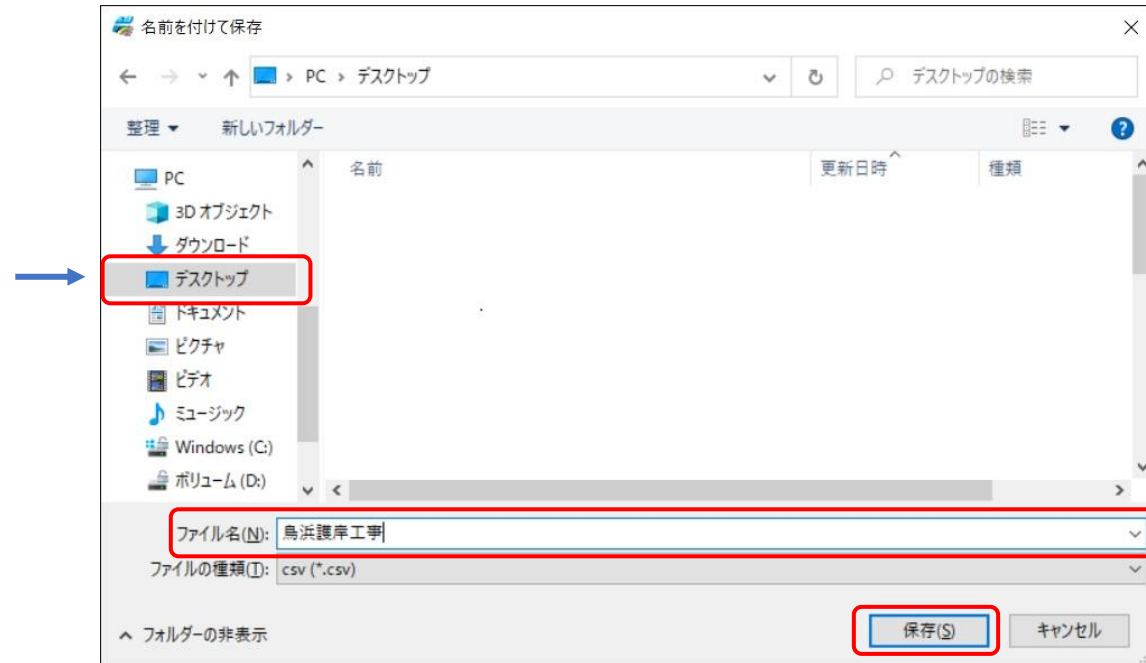 名前を付けて保存
PC › デスクトップ
デスクトップの検索
整理
新しいフォルダー
名前
更新日時
種類
PC
3D オブジェクト
ダウンロード
デスクトップ
ドキュメント
ピクチャ
ビデオ
ミュージック
Windows (C:)
ボリューム (D:)
ファイル名(N): 鳥浜護岸工事
ファイルの種類(T): csv (*.csv)
フォルダーの非表示
保存(S)
キャンセル